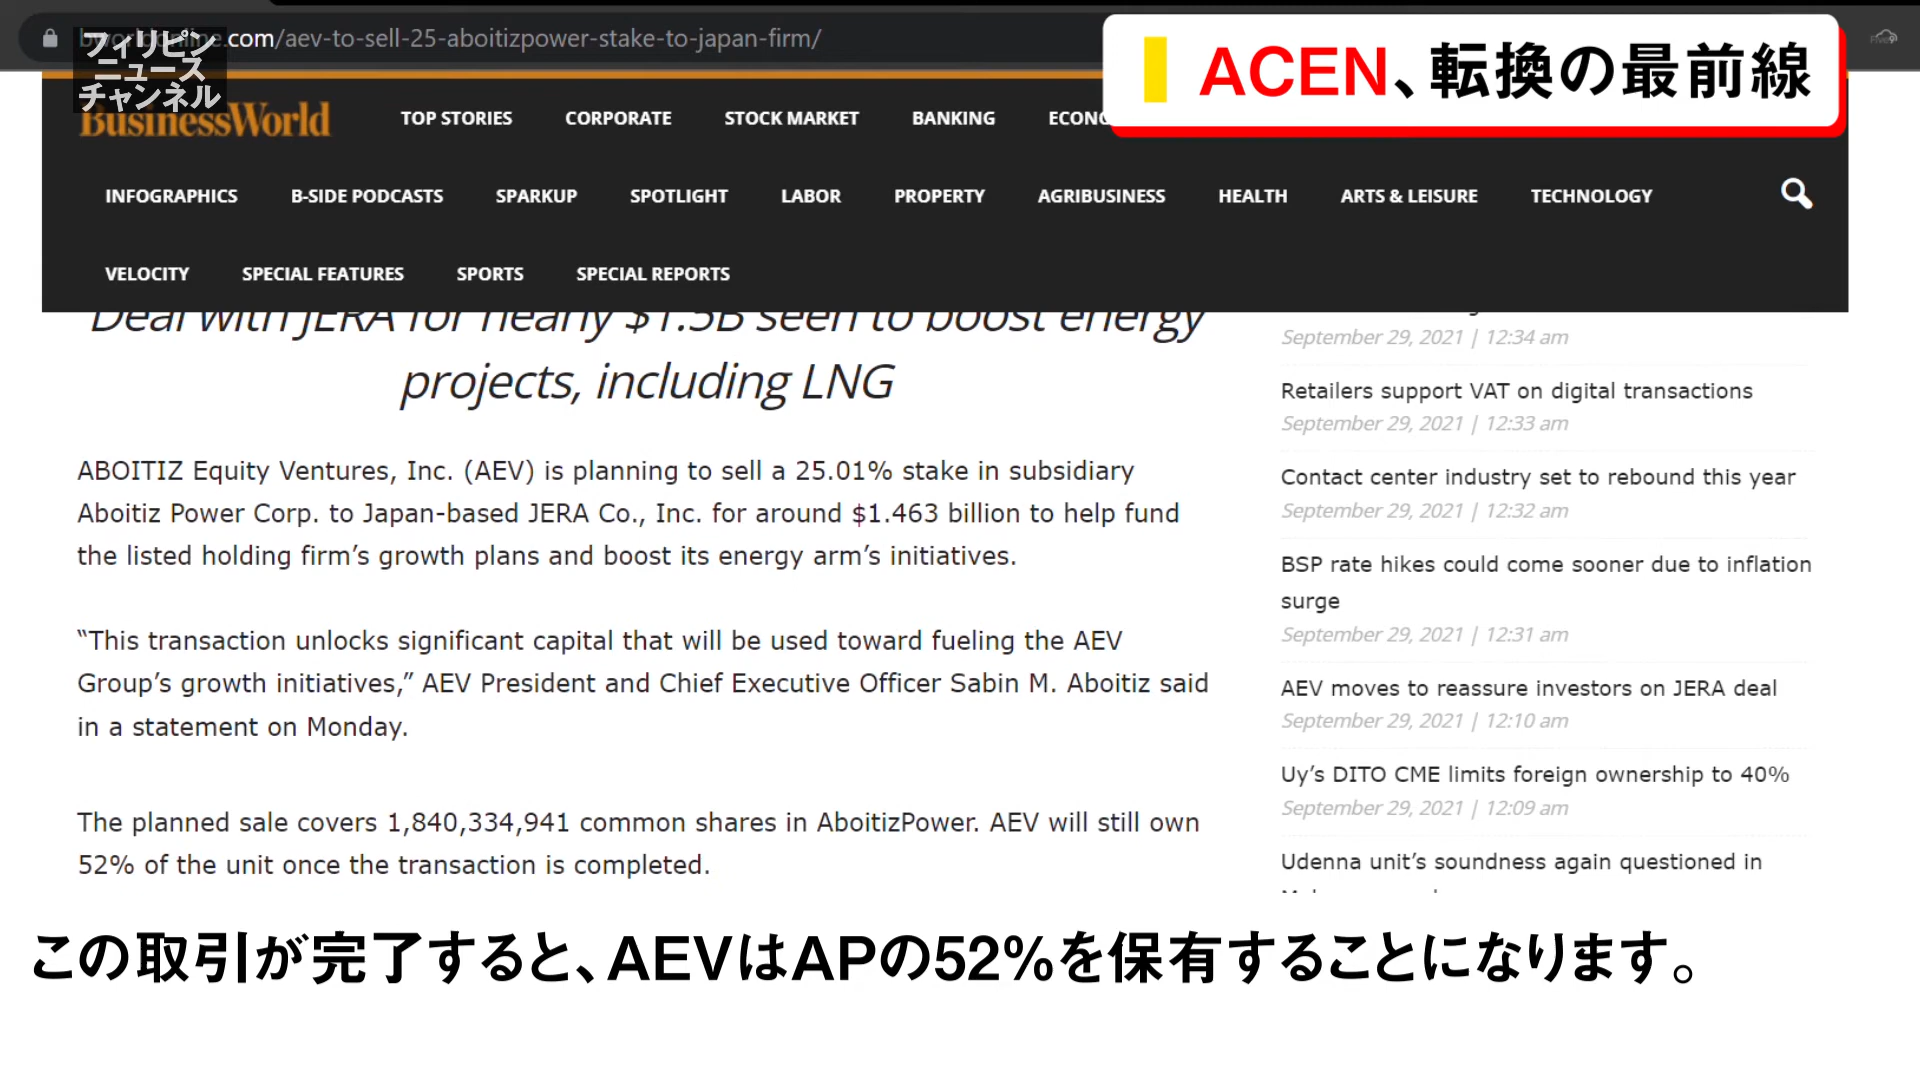 bworldonline.com/aev-to-sell-25-aboitizpower-stake-to-japan-firm/
フィリピン
ニュース
チャンネル
ACEN、転換の最前線
BusinessWorld
TOP STORIES CORPORATE STOCK MARKET BANKING ECONO
INFOGRAPHICS B-SIDE PODCASTS SPARKUP SPOTLIGHT LABOR PROPERTY AGRIBUSINESS HEALTH ARTS & LEISURE TECHNOLOGY
VELOCITY SPECIAL FEATURES SPORTS SPECIAL REPORTS
Deal with JERA for nearly $1.5B seen to boost energy
projects, including LNG
ABOITIZ Equity Ventures, Inc. (AEV) is planning to sell a 25.01% stake in subsidiary
Aboitiz Power Corp. to Japan-based JERA Co., Inc. for around $1.463 billion to help fund
the listed holding firm’s growth plans and boost its energy arm’s initiatives.
“This transaction unlocks significant capital that will be used toward fueling the AEV
Group’s growth initiatives,” AEV President and Chief Executive Officer Sabin M. Aboitiz said
in a statement on Monday.
The planned sale covers 1,840,334,941 common shares in AboitizPower. AEV will still own
52% of the unit once the transaction is completed.
September 29, 2021 | 12:34 am
Retailers support VAT on digital transactions
September 29, 2021 | 12:33 am
Contact center industry set to rebound this year
September 29, 2021 | 12:32 am
BSP rate hikes could come sooner due to inflation
surge
September 29, 2021 | 12:31 am
AEV moves to reassure investors on JERA deal
September 29, 2021 | 12:10 am
Uy’s DITO CME limits foreign ownership to 40%
September 29, 2021 | 12:09 am
Udenna unit’s soundness again questioned in
この取引が完了すると、AEVはAPの52%を保有することになります。